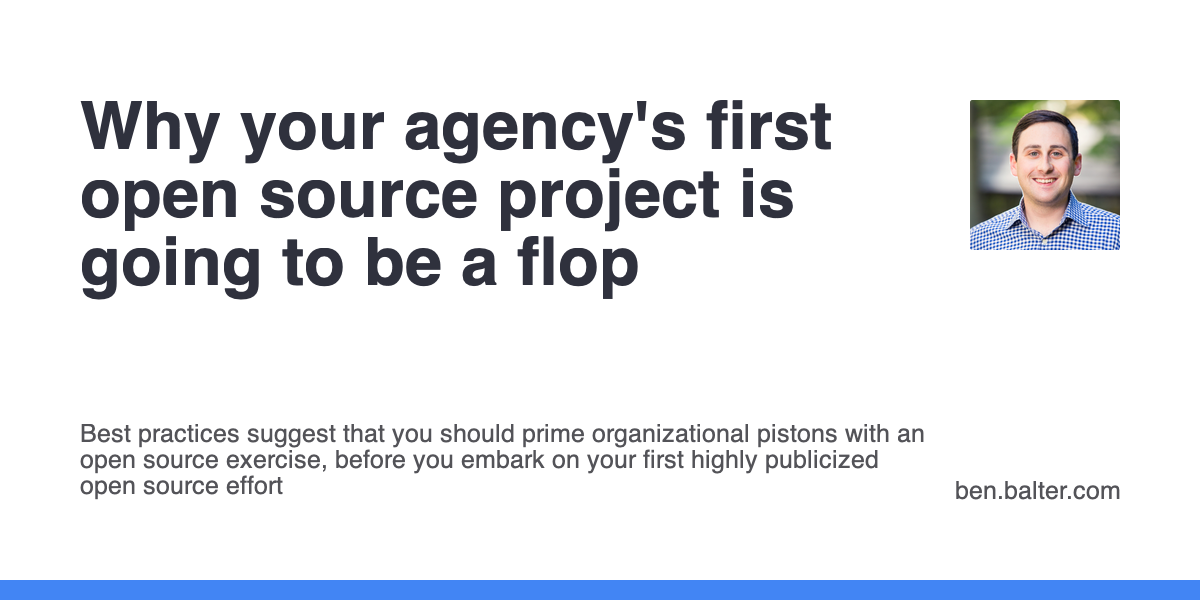 Why your agency's first
open source project is
going to be a flop
Best practices suggest that you should prime organizational pistons with an
open source exercise, before you embark on your first highly publicized
open source effort
ben.balter.com